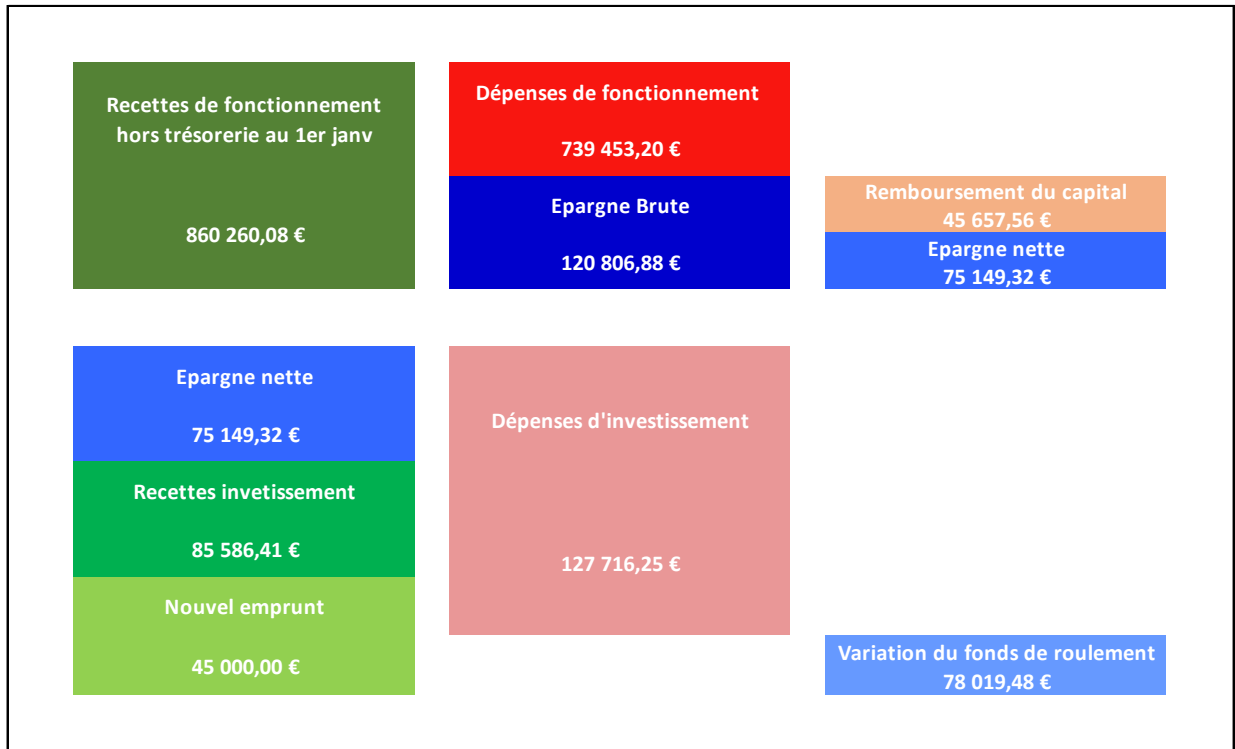 Recettes de fonctionnement
hors trésorerie au 1er janv
860 260,08 €
Dépenses de fonctionnement
739 453,20 €
Epargne Brute
120 806,88 €
Remboursement du capital
45 657,56 €
Epargne nette
75 149,32 €
Epargne nette
75 149,32 €
Recettes invetissement
85 586,41 €
Nouvel emprunt
45 000,00 €
Dépenses d'investissement
127 716,25 €
Variation du fonds de roulement
78 019,48 €